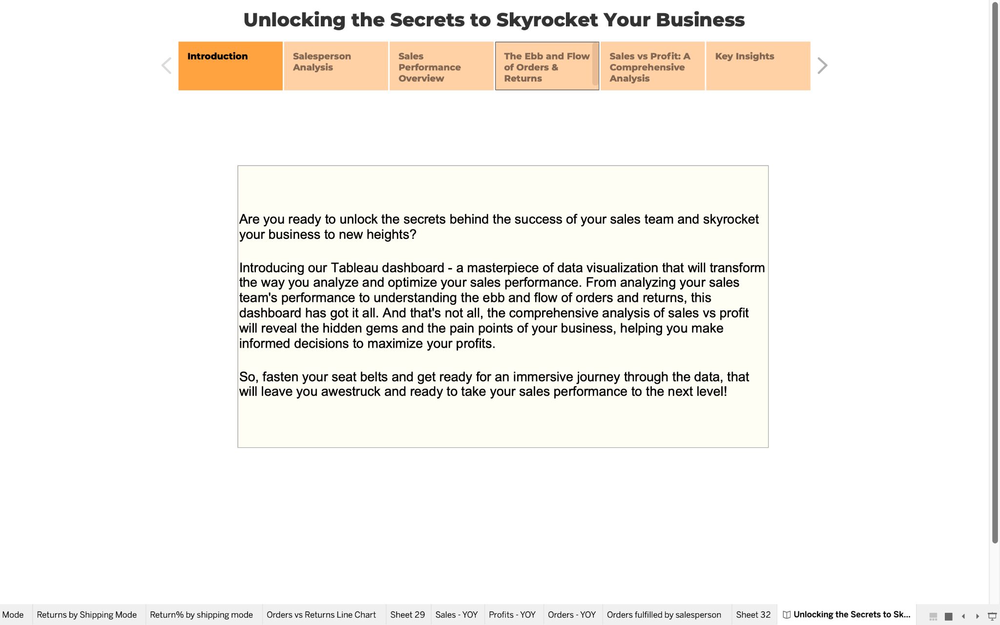 Unlocking the Secrets to Skyrocket Your Business
Introduction
Salesperson
Analysis
Sales
Performance
Overview
The Ebb and Flow
of Orders &
Returns
Sales vs Profit: A
Comprehensive
Analysis
Key Insights
Are you ready to unlock the secrets behind the success of your sales team and skyrocket
your business to new heights?
Introducing our Tableau dashboard - a masterpiece of data visualization that will transform
the way you analyze and optimize your sales performance. From analyzing your sales
team's performance to understanding the ebb and flow of orders and returns, this
dashboard has got it all. And that's not all, the comprehensive analysis of sales vs profit
will reveal the hidden gems and the pain points of your business, helping you make
informed decisions to maximize your profits.
So, fasten your seat belts and get ready for an immersive journey through the data, that
will leave you awestruck and ready to take your sales performance to the next level!
Mode
Returns by Shipping Mode
Return% by shipping mode
Orders vs Returns Line Chart
Sheet 29
Sales - YOY
Profits - YOY
Orders - YOY
Orders fulfilled by salesperson
Sheet 32
Unlocking the Secrets to Sk...